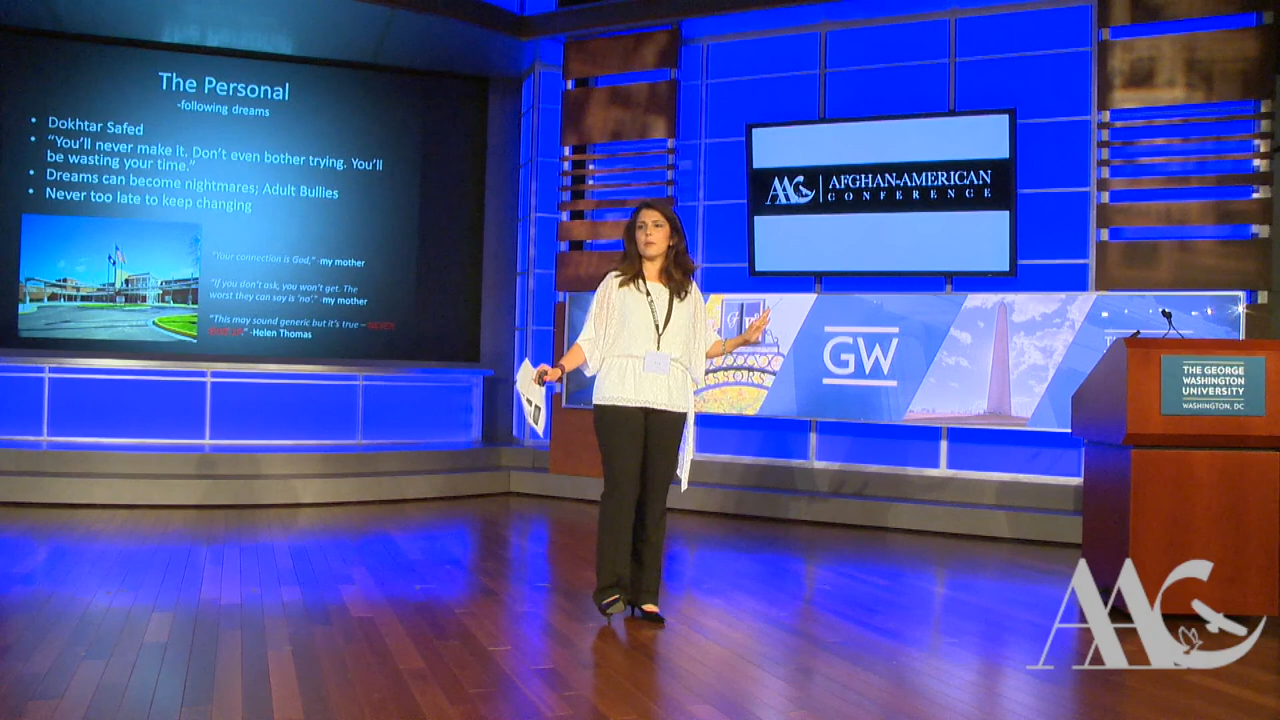 The Personal
-following dreams
• Dokhtar Safed
• "You'll never make it. Don't even bother trying. You'll
be wasting your time."
• Dreams can become nightmares; Adult Bullies
• Never too late to keep changing
"Your connection is God," -my mother
"If you don't ask, you won't get. The
worst they can say is 'no'." -my mother
"This may sound generic but it's true – NEVER
" -Helen Thomas
AAC AFGHAN-AMERICAN
CONFERENCE
GW
THE GEORGE
WASHINGTON
UNIVERSITY
WASHINGTON, DC
AAC